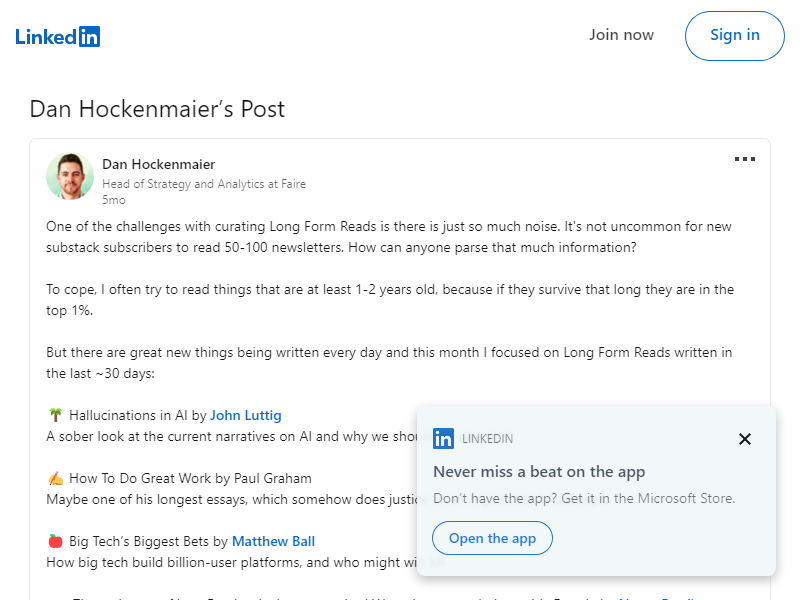 LinkedIn
Join now
Sign in
Dan Hockenmaier's Post
Dan Hockenmaier
Head of Strategy and Analytics at Faire
5mo
One of the challenges with curating Long Form Reads is there is just so much noise. It's not uncommon for new
substack subscribers to read 50-100 newsletters. How can anyone parse that much information?
To cope, I often try to read things that are at least 1-2 years old, because if they survive that long they are in the
top 1%.
But there are great new things being written every day and this month I focused on Long Form Reads written in
the last ~30 days:
🌴 Hallucinations in AI by John Luttig
A sober look at the current narratives on AI and why we
✍️ How To Do Great Work by Paul Graham
Maybe one of his longest essays, which somehow does
🍎 Big Tech's Biggest Bets by Matthew Ball
How big tech build billion-user platforms, and who might
in LINKEDIN
Never miss a beat on the app
Don't have the app? Get it in the Microsoft Store.
Open the app